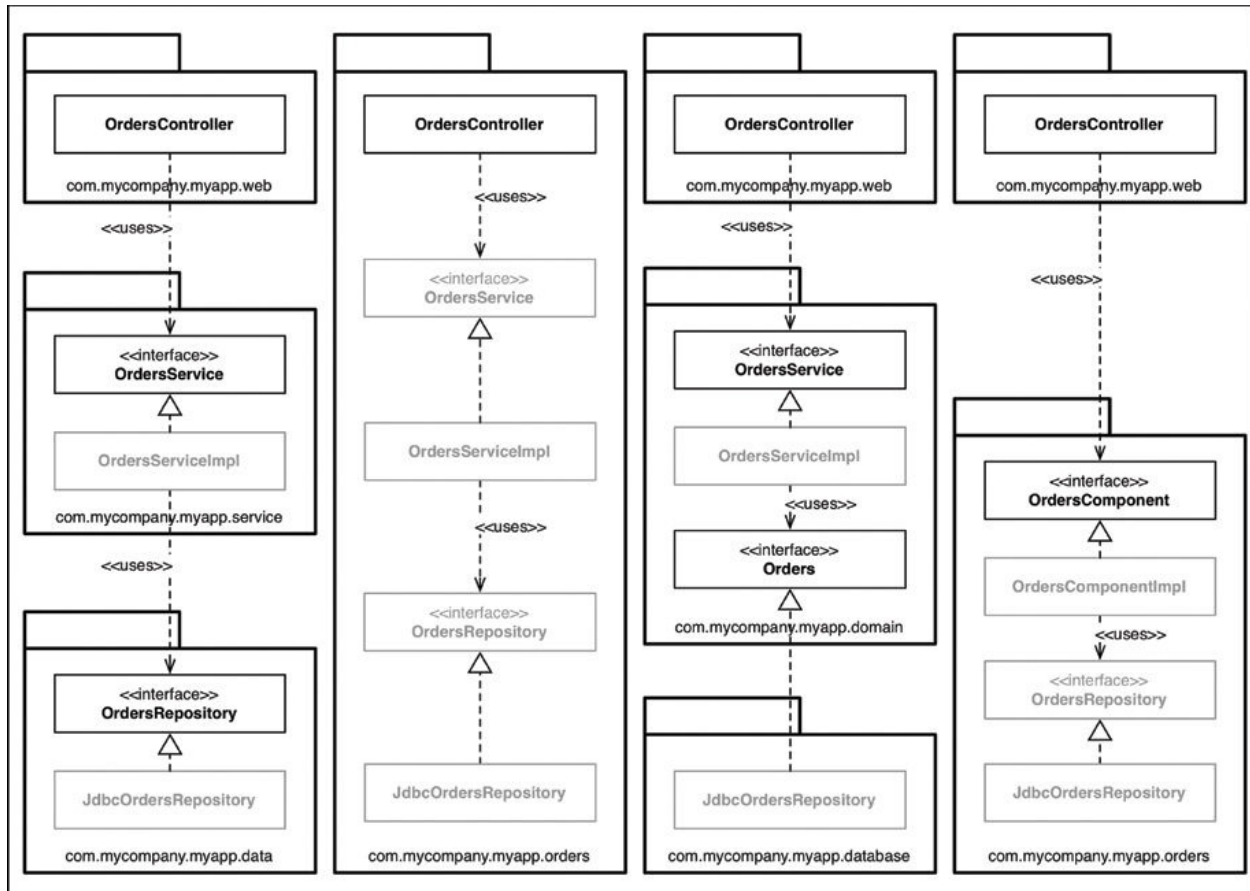 OrdersController
com.mycompany.myapp.web
<<uses>>
<<interface>>
OrdersService
OrdersServiceImpl
com.mycompany.myapp.service
<<uses>>
<<interface>>
OrdersRepository
JdbcOrdersRepository
com.mycompany.myapp.data
OrdersController
<<uses>>
<<interface>>
OrdersService
OrdersServiceImpl
<<uses>>
<<interface>>
OrdersRepository
JdbcOrdersRepository
com.mycompany.myapp.orders
OrdersController
com.mycompany.myapp.web
<<uses>>
<<interface>>
OrdersService
OrdersServiceImpl
<<uses>>
<<interface>>
Orders
com.mycompany.myapp.domain
JdbcOrdersRepository
com.mycompany.myapp.database
OrdersController
com.mycompany.myapp.web
<<uses>>
<<interface>>
OrdersComponent
OrdersComponentImpl
<<uses>>
<<interface>>
OrdersRepository
JdbcOrdersRepository
com.mycompany.myapp.orders